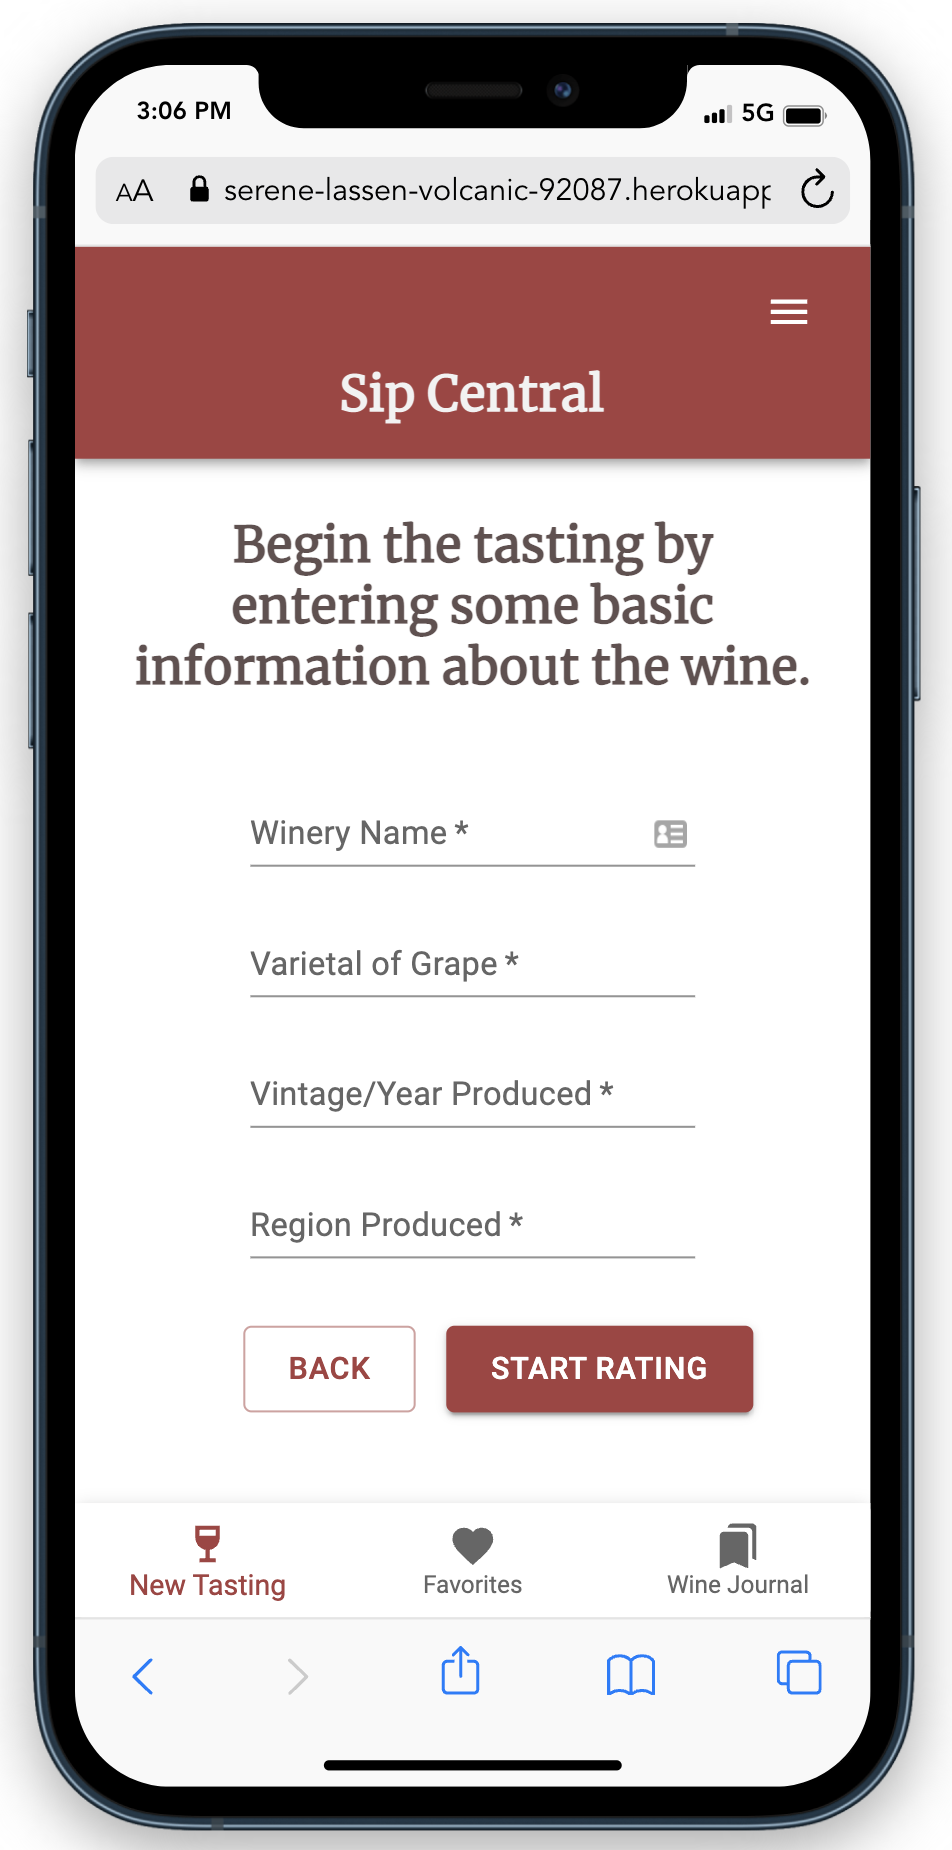 3:06 PM
5G
AA
serene-lassen-volcanic-92087.herokuapp
Sip Central
Begin the tasting by
entering some basic
information about the wine.
Winery Name *
Varietal of Grape *
Vintage/Year Produced *
Region Produced *
BACK
START RATING
New Tasting
Favorites
Wine Journal